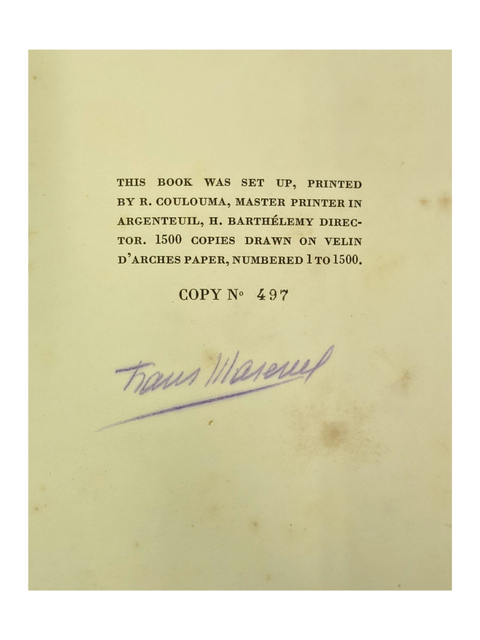 THIS BOOK WAS SET UP, PRINTED
BY R. COULOUMA, MASTER PRINTER IN
ARGENTEUIL, H. BARTHÉLEMY DIREC-
TOR. 1500 COPIES DRAWN ON VELIN
D'ARCHES PAPER, NUMBERED 1 TO 1500.
COPY No 497
Frans Masereel